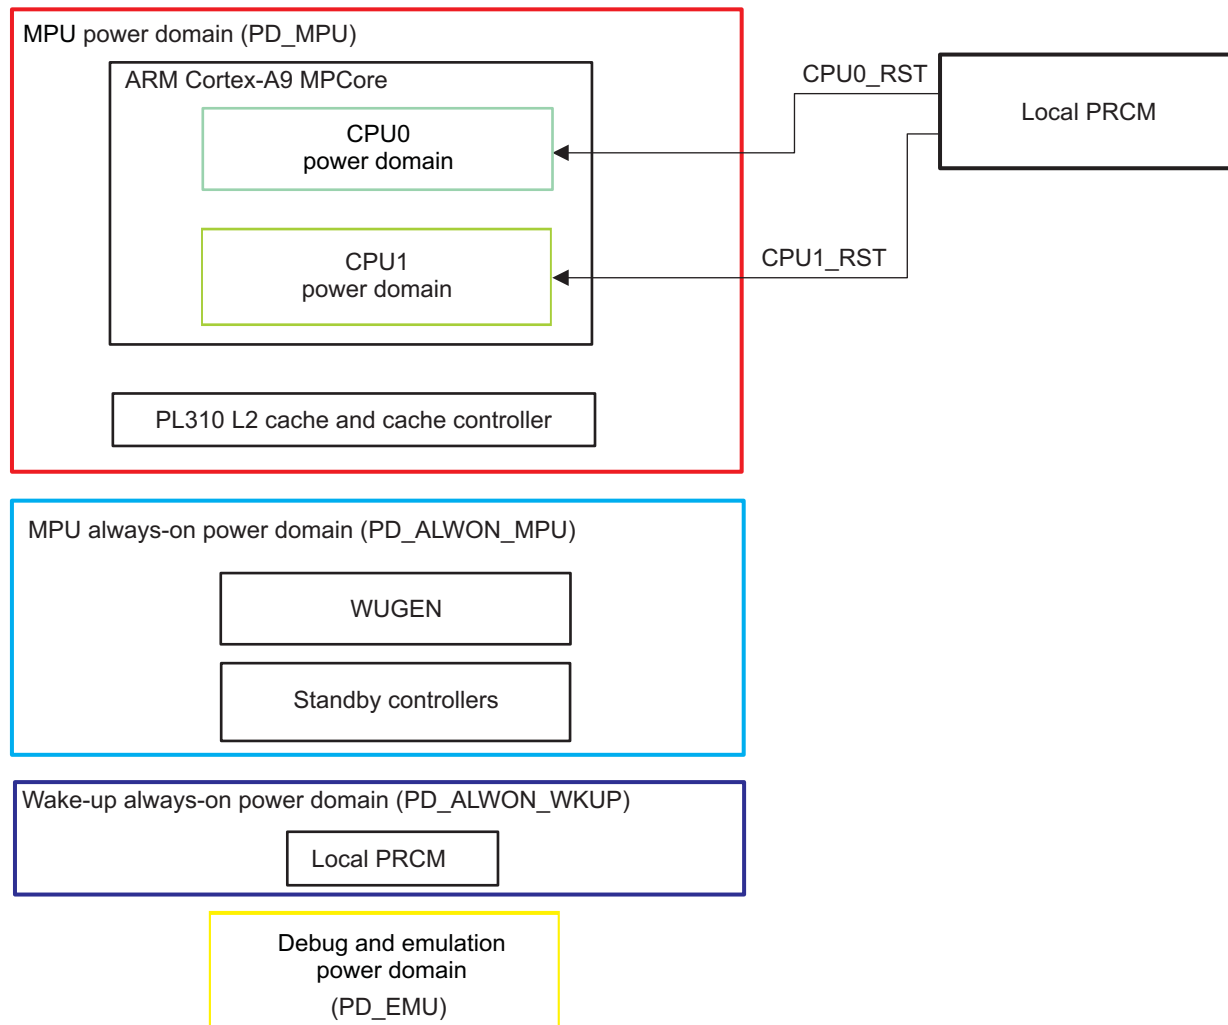 MPU power domain (PD_MPU)
ARM Cortex-A9 MPCore
CPU0
power domain
CPU1
power domain
PL310 L2 cache and cache controller
CPU0_RST
Local PRCM
CPU1_RST
MPU always-on power domain (PD_ALWON_MPU)
WUGEN
Standby controllers
Wake-up always-on power domain (PD_ALWON_WKUP)
Local PRCM
Debug and emulation
power domain
(PD_EMU)